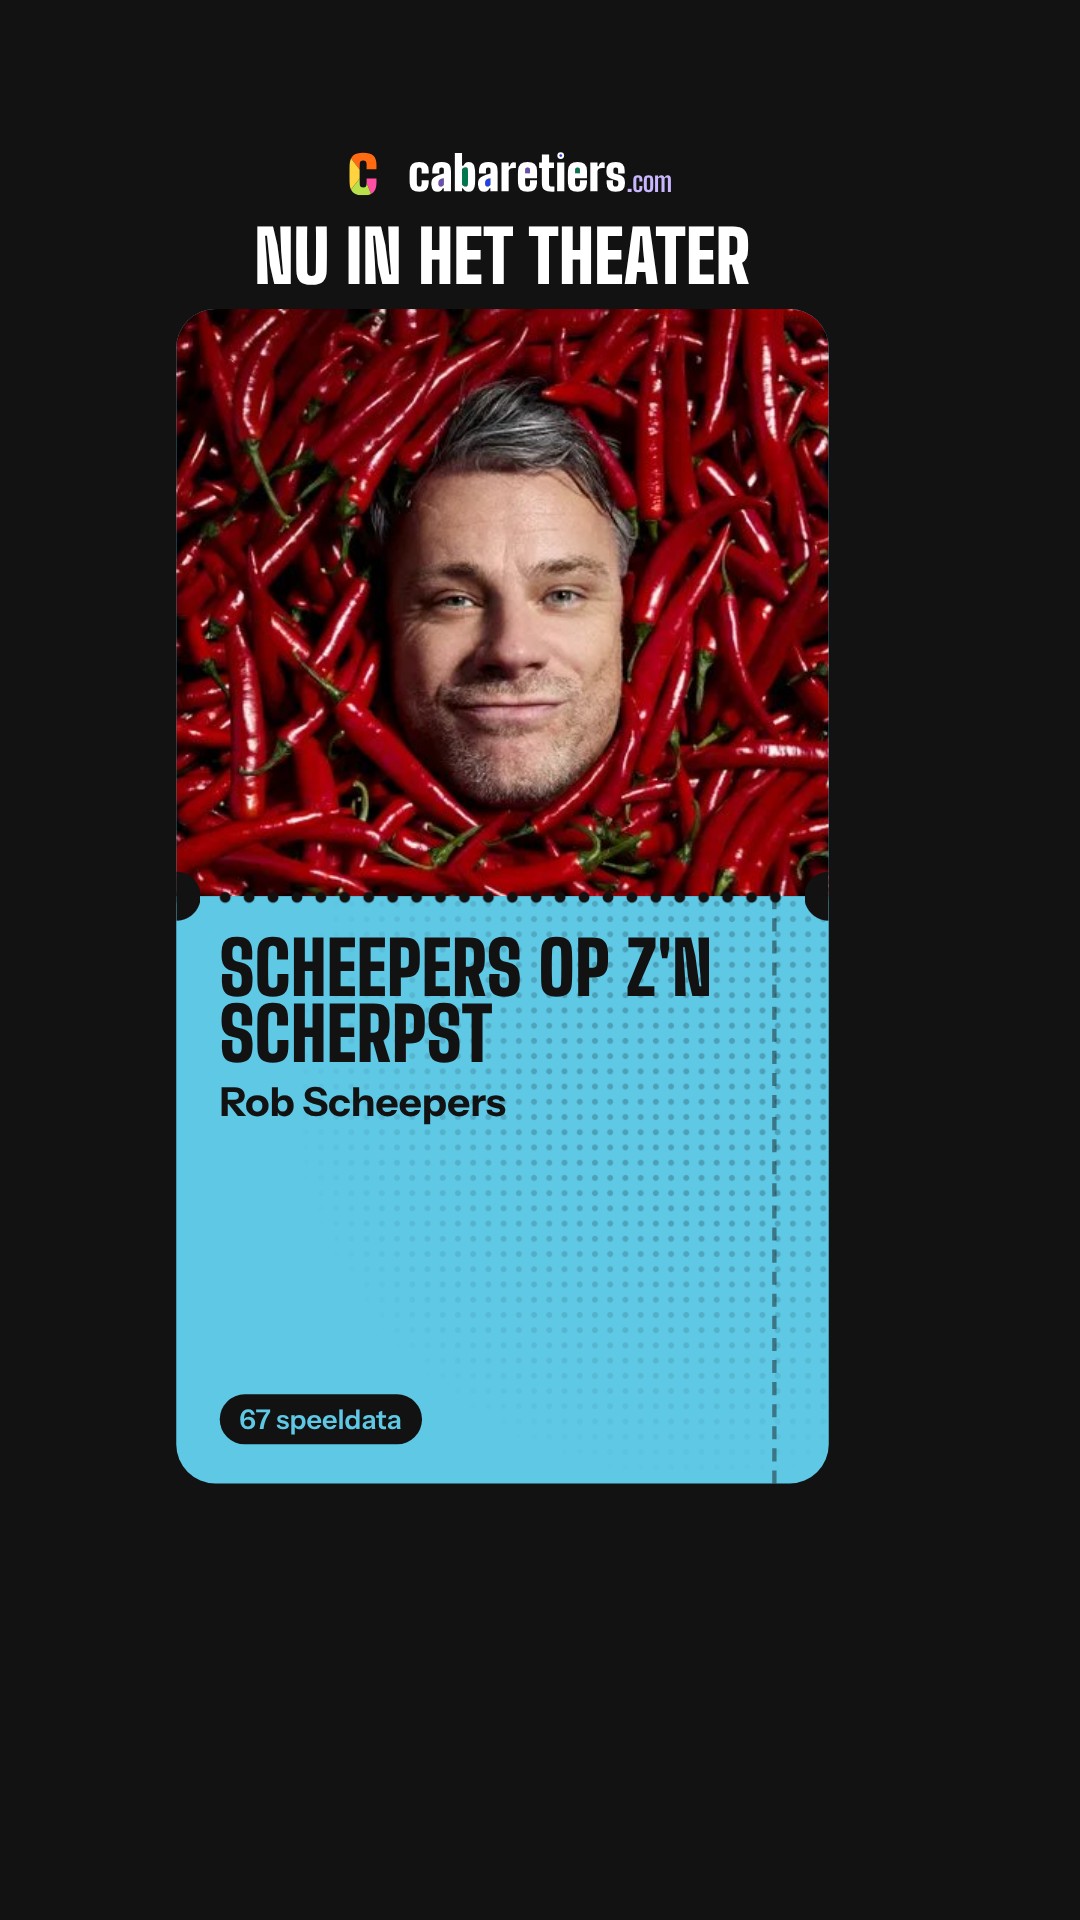 C cabaretiers.com
NU IN HET THEATER
SCHEEPERS OP Z'N
SCHERPST
Rob Scheepers
67 speeldata